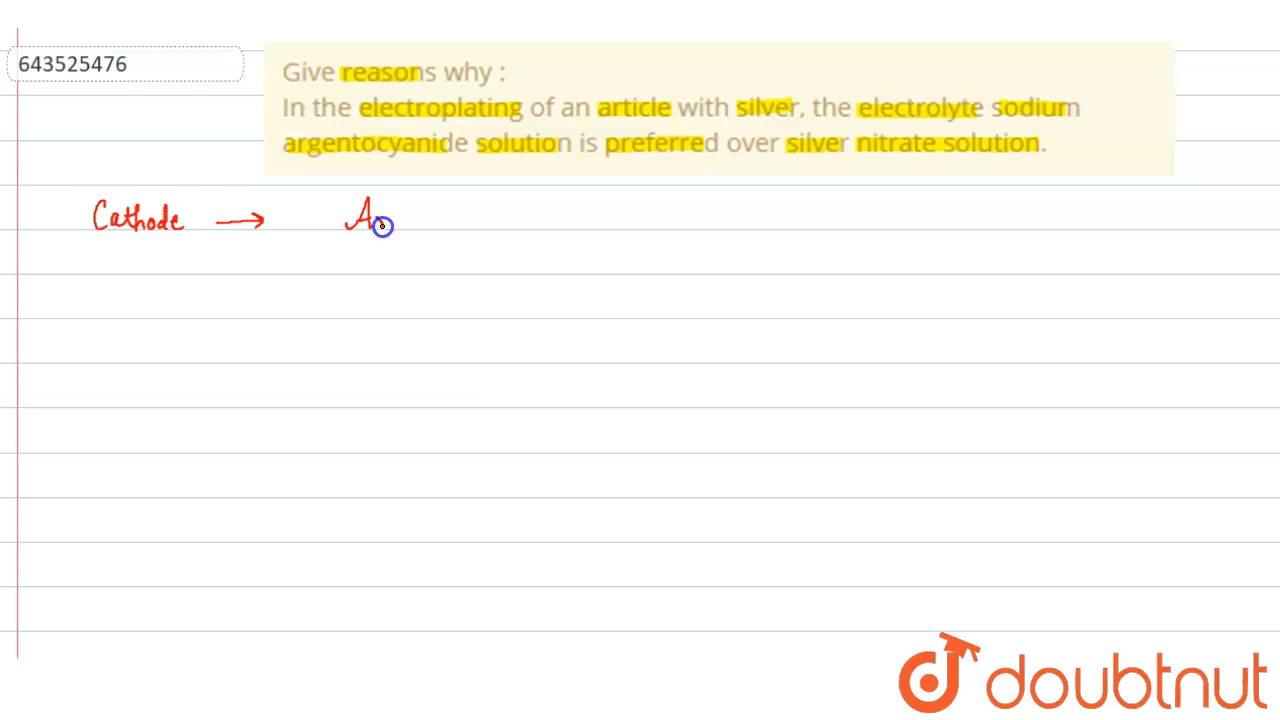 643525476
Give reasons why :
In the electroplating of an article with silver, the electrolyte sodium
argentocyanide solution is preferred over silver nitrate solution.
Cathode → A
doubtnut